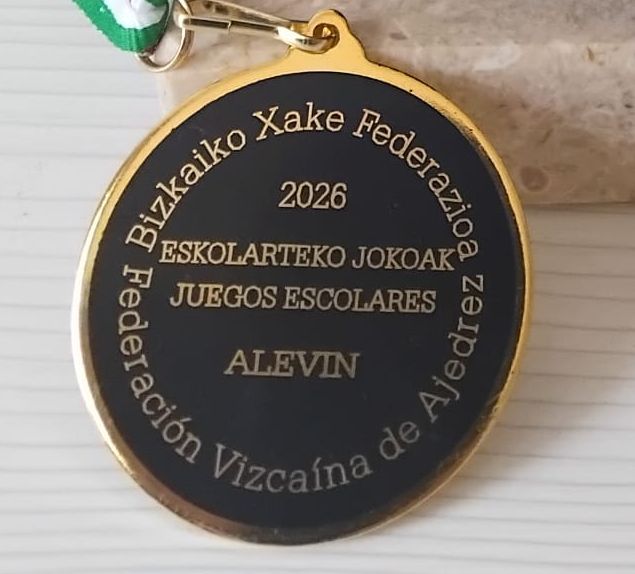 Bizkaiko Xake Federazioa
2026
ESKOLARTEKO JOKOAK
JUEGOS ESCOLARES
ALEVIN
Federación Vizcaína de Ajedrez